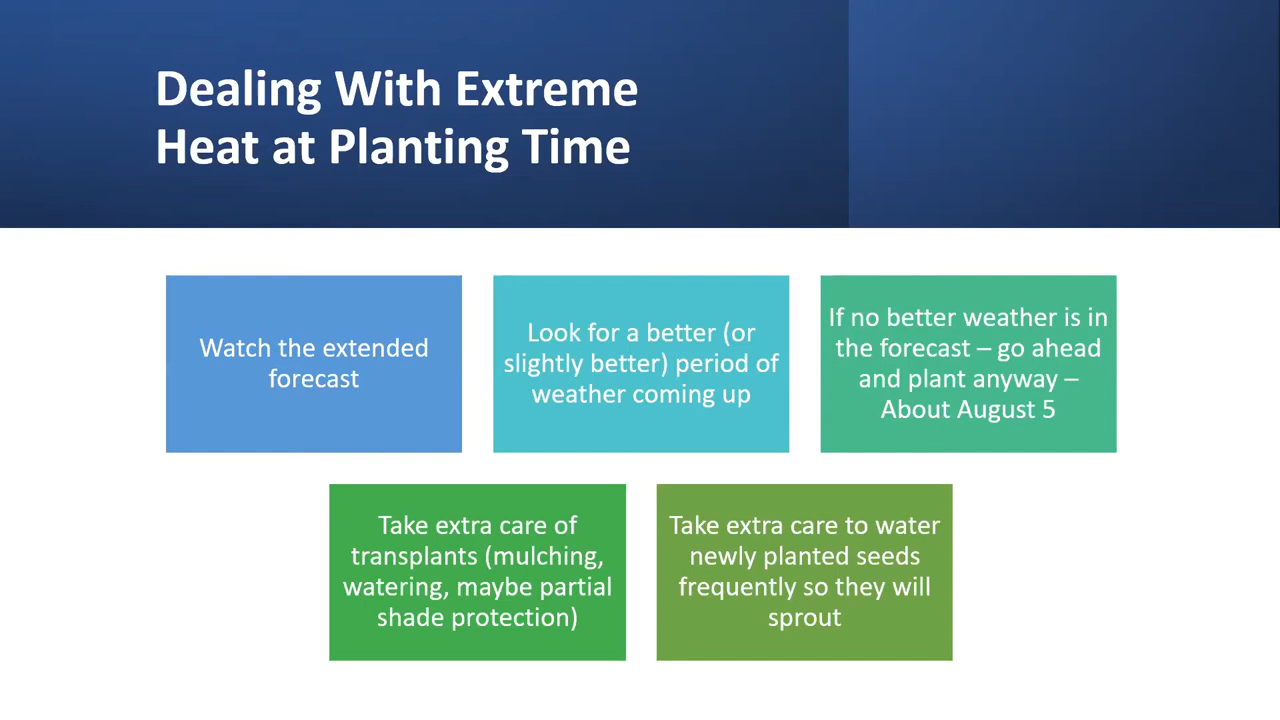 Dealing With Extreme
Heat at Planting Time
Watch the extended
forecast
Look for a better (or
slightly better) period of
weather coming up
If no better weather is in
the forecast – go ahead
and plant anyway –
About August 5
Take extra care of
transplants (mulching,
watering, maybe partial
shade protection)
Take extra care to water
newly planted seeds
frequently so they will
sprout